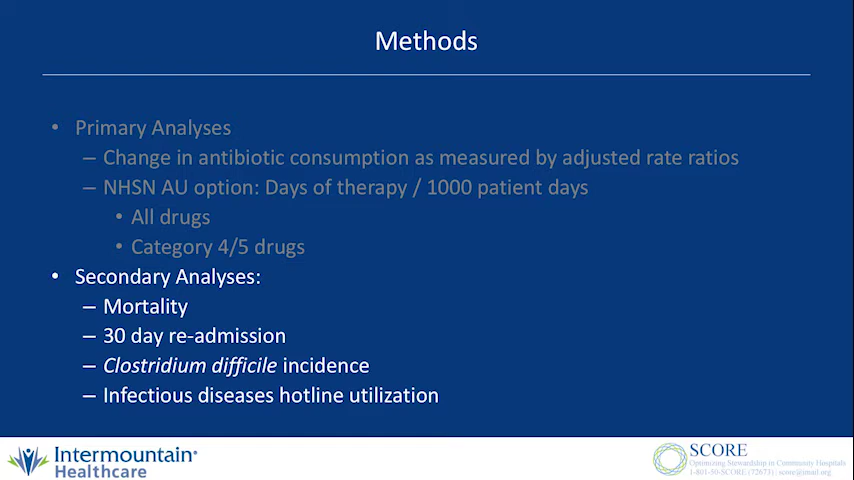 Methods
• Primary Analyses
– Change in antibiotic consumption as measured by adjusted rate ratios
– NHSN AU option: Days of therapy / 1000 patient days
• All drugs
• Category 4/5 drugs
• Secondary Analyses:
– Mortality
– 30 day re-admission
– Clostridium difficile incidence
– Infectious diseases hotline utilization
Intermountain®
Healthcare
SCORE
Optimizing Stewardship in Community Hospitals
1-801-50-SCORE (72673) | score@imail.org